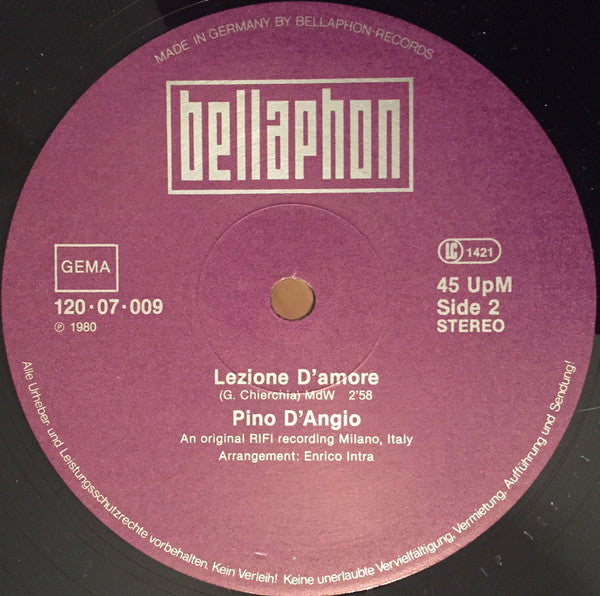 MADE IN GERMANY BY BELLAPHON-RECORDS
bellaphon
GEMA
LC 1421
120·07·009
℗ 1980
45 UpM
Side 2
STEREO
Lezione D'amore
(G. Chierchia) MdW 2'58
Pino D'Angio
An original RIFI recording Milano, Italy
Arrangement: Enrico Intra
Alle Urheber- und Leistungsschutzrechte vorbehalten. Kein Verleih! Keine unerlaubte Vervielfältigung, Vermietung, Aufführung und Sendung!